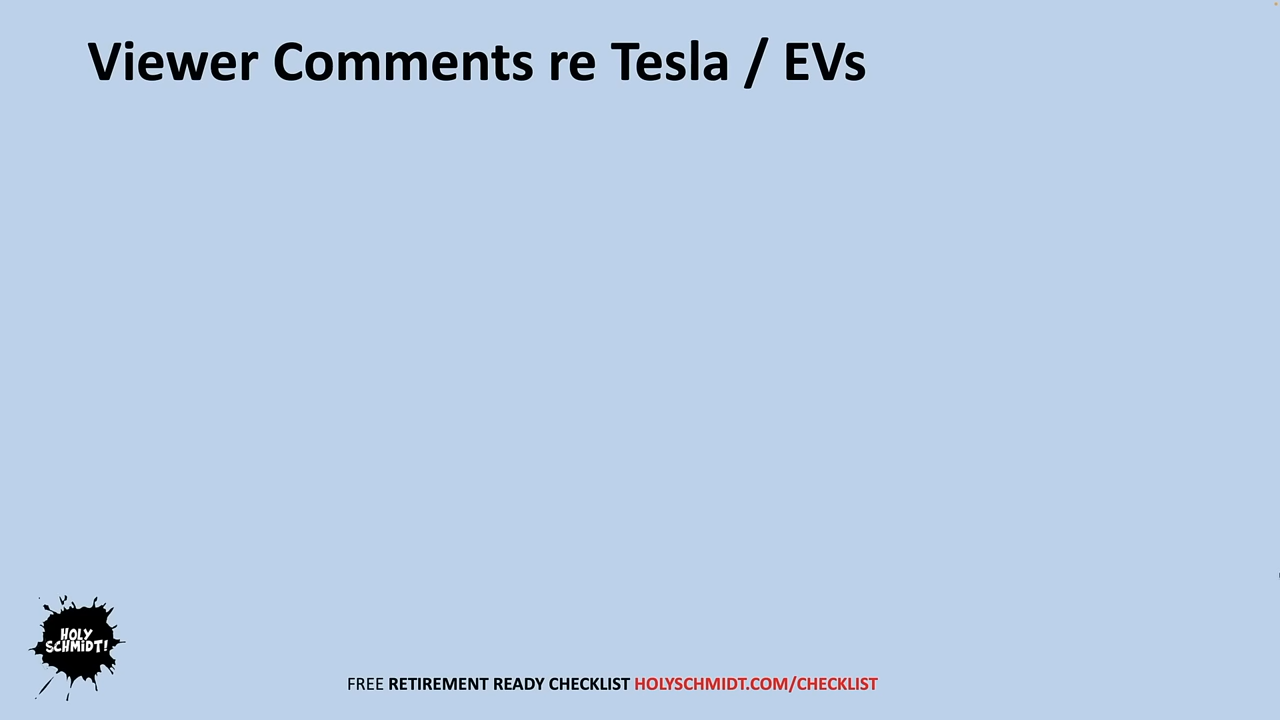 Viewer Comments re Tesla / EVs
HOLY
SCHMIDT!
FREE RETIREMENT READY CHECKLIST HOLYSCHMIDT.COM/CHECKLIST